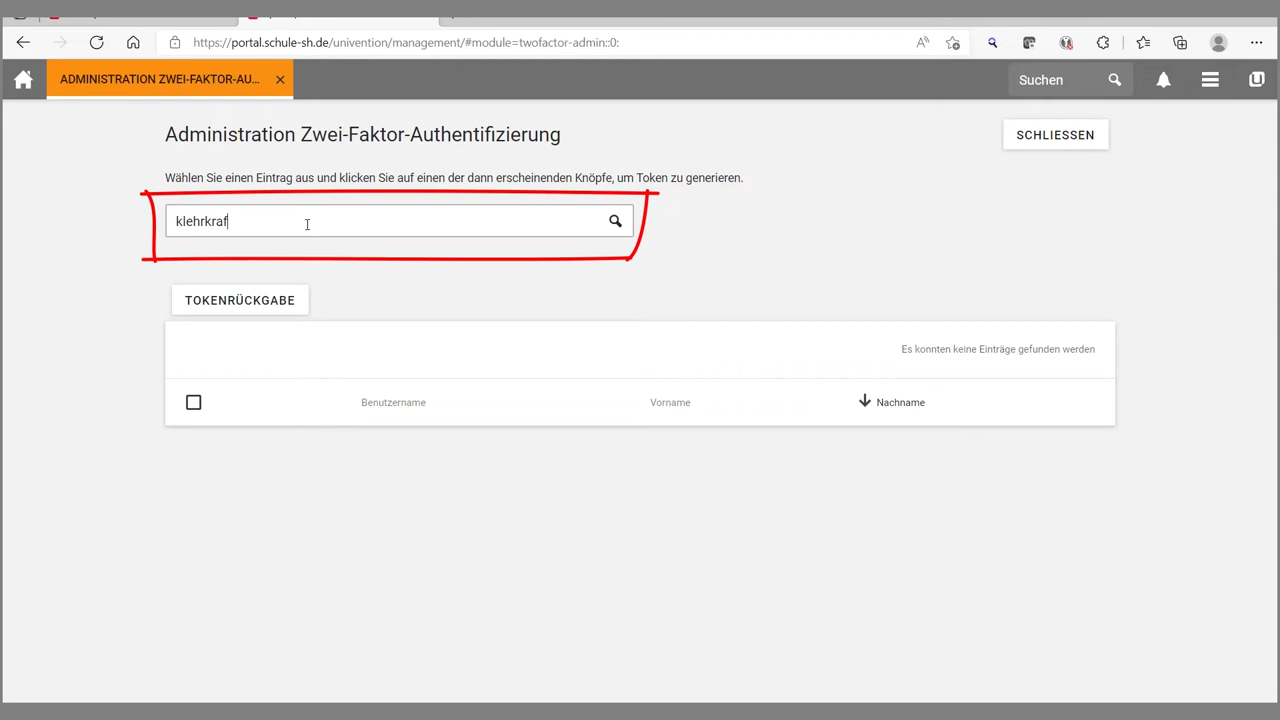 https://portal.schule-sh.de/univention/management/#module=twofactor-admin::0:
ADMINISTRATION ZWEI-FAKTOR-AU...
Suchen
Administration Zwei-Faktor-Authentifizierung
SCHLIESSEN
Wählen Sie einen Eintrag aus und klicken Sie auf einen der dann erscheinenden Knöpfe, um Token zu generieren.
klehrkraf
TOKENRÜCKGABE
Es konnten keine Einträge gefunden werden
Benutzername Vorname Nachname